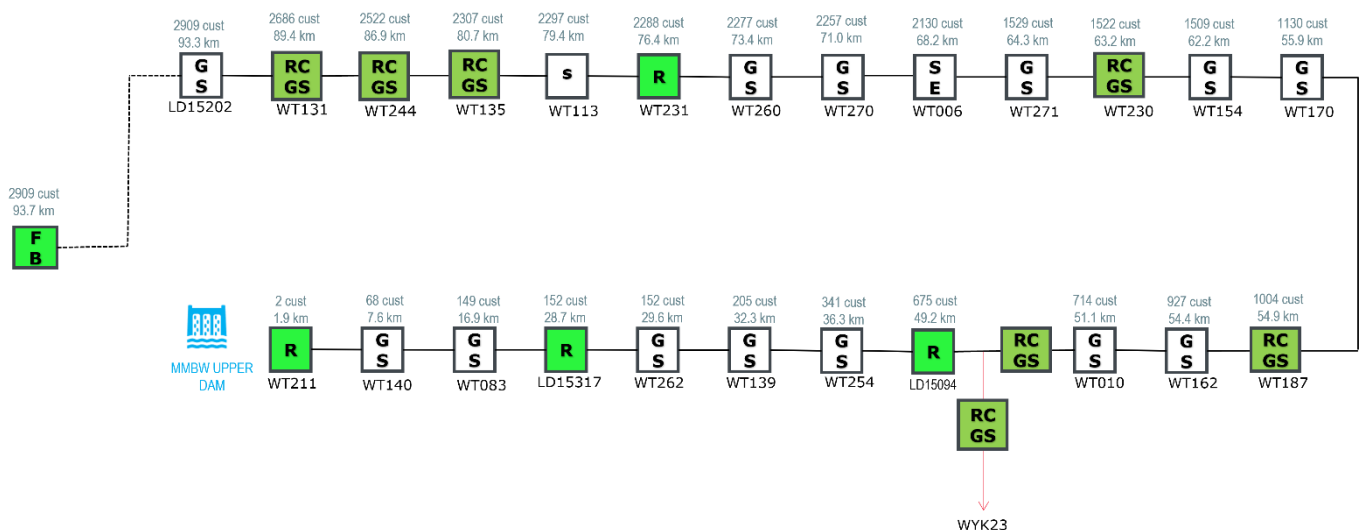 2909 cust
93.3 km
G
S
LD15202
2686 cust
89.4 km
RC
GS
WT131
2522 cust
86.9 km
RC
GS
WT244
2307 cust
80.7 km
RC
GS
WT135
2297 cust
79.4 km
s
WT113
2288 cust
76.4 km
R
WT231
2277 cust
73.4 km
G
S
WT260
2257 cust
71.0 km
G
S
WT270
2130 cust
68.2 km
S
E
WT006
1529 cust
64.3 km
G
S
WT271
1522 cust
63.2 km
RC
GS
WT230
1509 cust
62.2 km
G
S
WT154
1130 cust
55.9 km
G
S
WT170
2909 cust
93.7 km
F
B
MMBW UPPER
DAM
2 cust
1.9 km
R
WT211
68 cust
7.6 km
G
S
WT140
149 cust
16.9 km
G
S
WT083
152 cust
28.7 km
R
LD15317
152 cust
29.6 km
G
S
WT262
205 cust
32.3 km
G
S
WT139
341 cust
36.3 km
G
S
WT254
675 cust
49.2 km
R
LD15094
RC
GS
714 cust
51.1 km
G
S
WT010
927 cust
54.4 km
G
S
WT162
1004 cust
54.9 km
RC
GS
WT187
RC
GS
WYK23